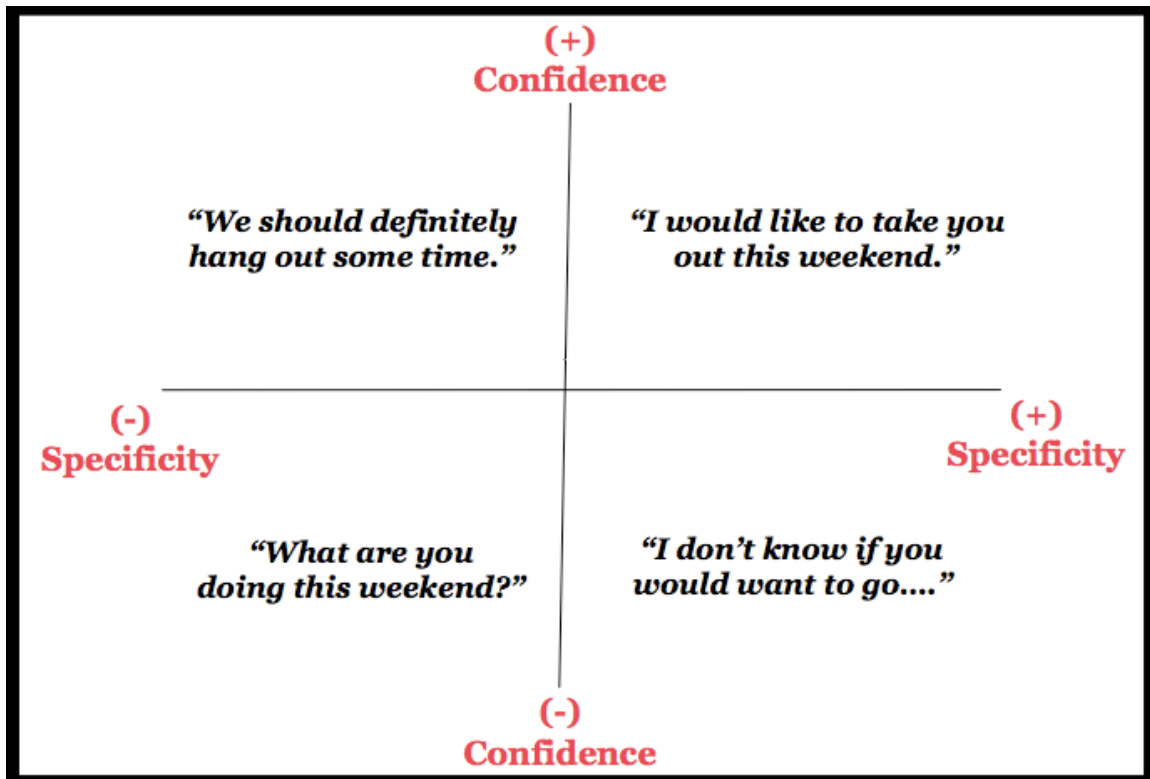 (+)
Confidence
“We should definitely
hang out some time.”
“I would like to take you
out this weekend.”
(-)
Specificity
(+)
Specificity
“What are you
doing this weekend?”
“I don’t know if you
would want to go....”
(-)
Confidence